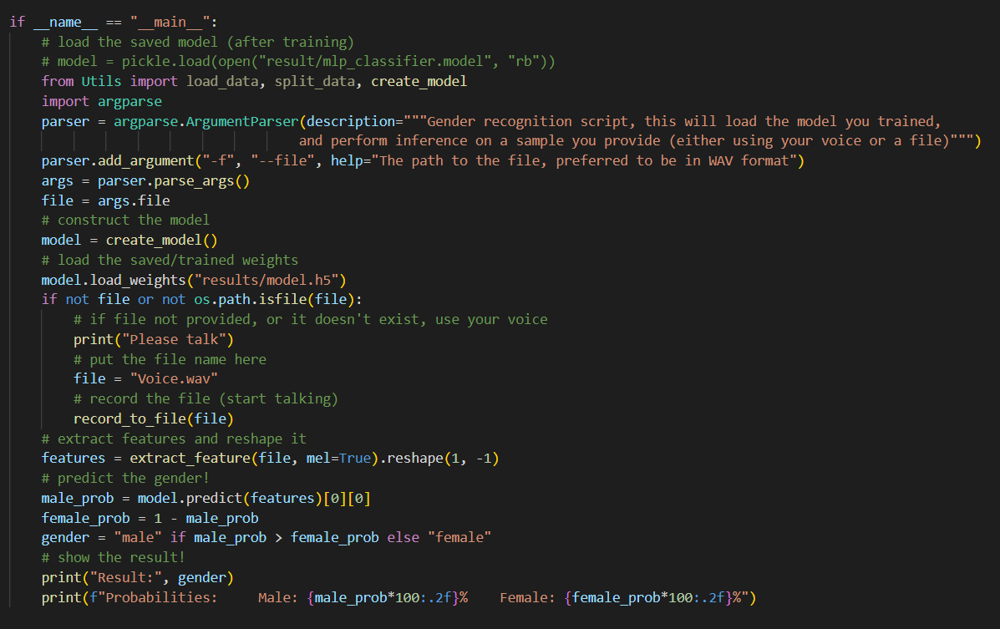 if __name__ == "__main__":
    # load the saved model (after training)
    # model = pickle.load(open("result/mlp_classifier.model", "rb"))
    from Utils import load_data, split_data, create_model
    import argparse
    parser = argparse.ArgumentParser(description="""Gender recognition script, this will load the model you trained,
                                    and perform inference on a sample you provide (either using your voice or a file)""")
    parser.add_argument("-f", "--file", help="The path to the file, preferred to be in WAV format")
    args = parser.parse_args()
    file = args.file
    # construct the model
    model = create_model()
    # load the saved/trained weights
    model.load_weights("results/model.h5")
    if not file or not os.path.isfile(file):
        # if file not provided, or it doesn't exist, use your voice
        print("Please talk")
        # put the file name here
        file = "Voice.wav"
        # record the file (start talking)
        record_to_file(file)
    # extract features and reshape it
    features = extract_feature(file, mel=True).reshape(1, -1)
    # predict the gender!
    male_prob = model.predict(features)[0][0]
    female_prob = 1 - male_prob
    gender = "male" if male_prob > female_prob else "female"
    # show the result!
    print("Result:", gender)
    print(f"Probabilities:     Male: {male_prob*100:.2f}%    Female: {female_prob*100:.2f}%")